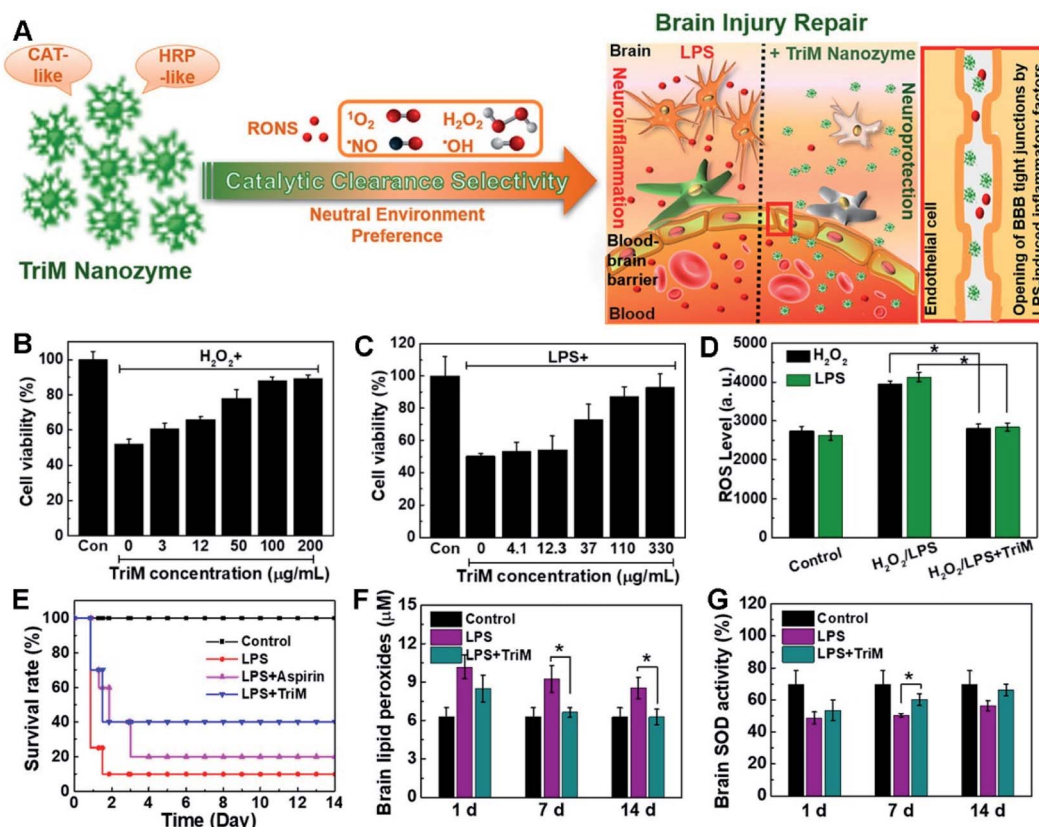 A
Brain Injury Repair
CAT-
like
HRP
-like
TriM Nanozyme
RONS
¹O₂
H₂O₂
•NO
•OH
Catalytic Clearance Selectivity
Neutral Environment
Preference
Brain
LPS
+ TriM Nanozyme
Neuroinflammation
Neuroprotection
Blood-
brain
barrier
Blood
Endothelial cell
Opening of BBB tight junctions by
LPS-induced inflammatory factors
B
Cell viability (%)
120
100
80
60
40
20
0
H₂O₂+
Con 0 3 12 50 100 200
TriM concentration (μg/mL)
C
Cell viability (%)
120
100
80
60
40
20
0
LPS+
Con 0 4.1 12.3 37 110 330
TriM concentration (μg/mL)
D
ROS Level (a. u.)
5000
4000
3000
2000
1000
0
H₂O₂
LPS
*
*
Control H₂O₂/LPS H₂O₂/LPS+TriM
E
Survival rate (%)
100
80
60
40
20
0
Control
LPS
LPS+Aspirin
LPS+TriM
0 2 4 6 8 10 12 14
Time (Day)
F
Brain lipid peroxides (μM)
15
12
9
6
3
0
Control
LPS
LPS+TriM
*
*
1 d 7 d 14 d
G
Brain SOD activity (%)
120
100
80
60
40
20
0
Control
LPS
LPS+TriM
*
1 d 7 d 14 d